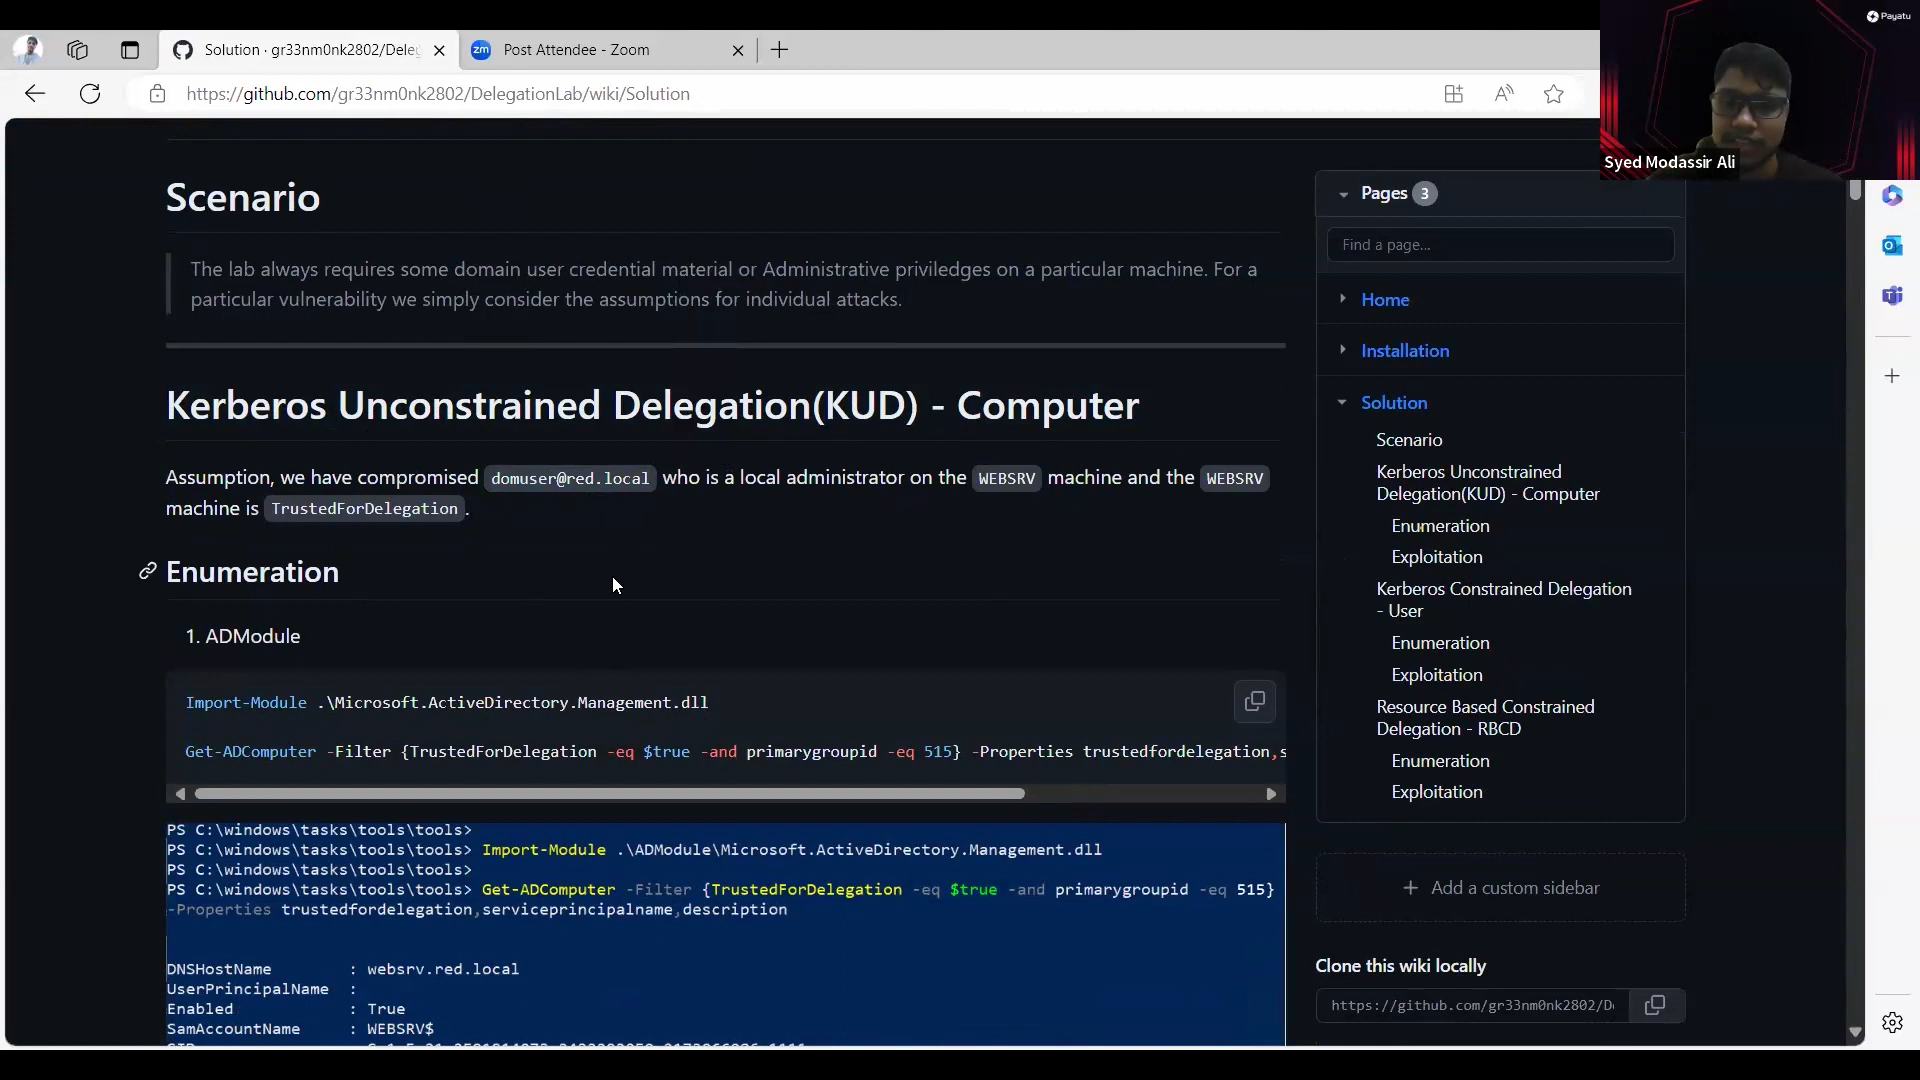 Payatu
Solution · gr33nm0nk2802/Deleg
Post Attendee - Zoom
https://github.com/gr33nm0nk2802/DelegationLab/wiki/Solution
Syed Modassir Ali
Scenario
The lab always requires some domain user credential material or Administrative priviledges on a particular machine. For a
particular vulnerability we simply consider the assumptions for individual attacks.
Kerberos Unconstrained Delegation(KUD) - Computer
Assumption, we have compromised domuser@red.local who is a local administrator on the WEBSRV machine and the WEBSRV
machine is TrustedForDelegation.
Enumeration
1. ADModule
Import-Module .\Microsoft.ActiveDirectory.Management.dll
Get-ADComputer -Filter {TrustedForDelegation -eq $true -and primarygroupid -eq 515} -Properties trustedfordelegation,s
PS C:\windows\tasks\tools\tools>
PS C:\windows\tasks\tools\tools> Import-Module .\ADModule\Microsoft.ActiveDirectory.Management.dll
PS C:\windows\tasks\tools\tools>
PS C:\windows\tasks\tools\tools> Get-ADComputer -Filter {TrustedForDelegation -eq $true -and primarygroupid -eq 515}
-Properties trustedfordelegation,serviceprincipalname,description
DNSHostName : websrv.red.local
UserPrincipalName :
Enabled : True
SamAccountName : WEBSRV$
Pages 3
Find a page...
Home
Installation
Solution
Scenario
Kerberos Unconstrained
Delegation(KUD) - Computer
Enumeration
Exploitation
Kerberos Constrained Delegation
- User
Enumeration
Exploitation
Resource Based Constrained
Delegation - RBCD
Enumeration
Exploitation
Add a custom sidebar
Clone this wiki locally
https://github.com/gr33nm0nk2802/D